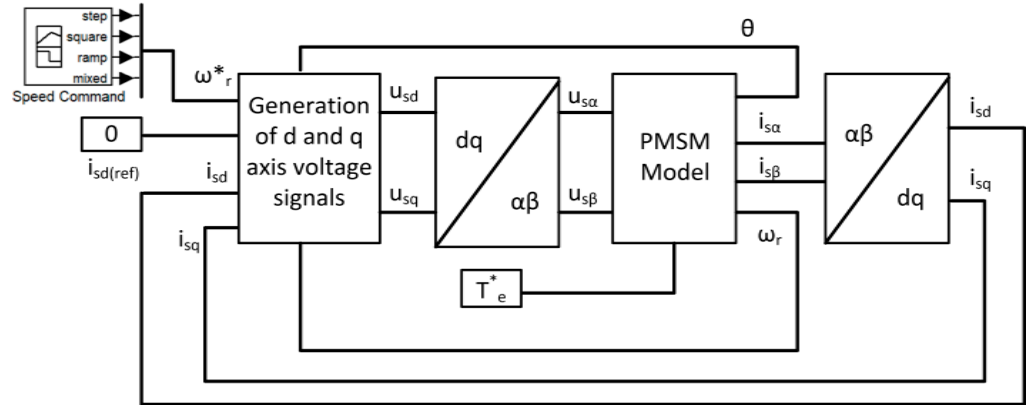 step
square
ramp
mixed
Speed Command
ω*r
0
isd(ref)
isd
isq
Generation
of d and q
axis voltage
signals
θ
usd
usq
dq
αβ
usα
usβ
PMSM
Model
T*e
isα
isβ
ωr
αβ
dq
isd
isq